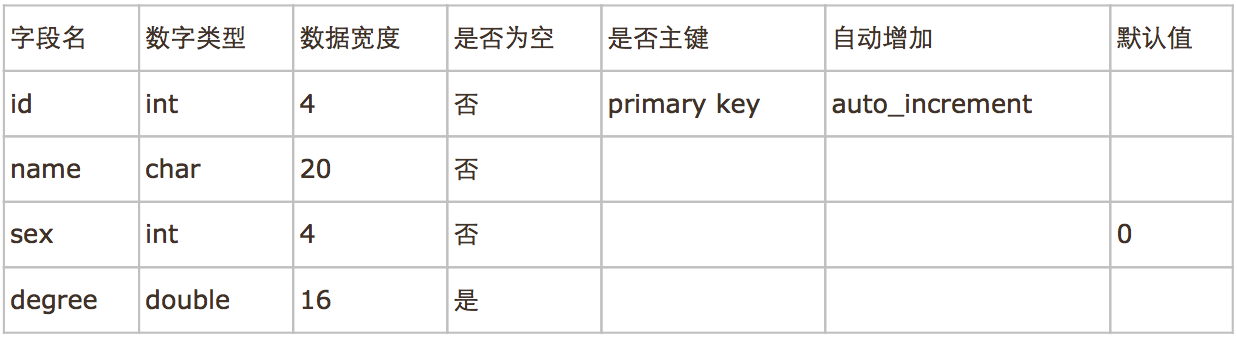 字段名 数字类型 数据宽度 是否为空 是否主键 自动增加 默认值
id int 4 否 primary key auto_increment
name char 20 否
sex int 4 否 0
degree double 16 是